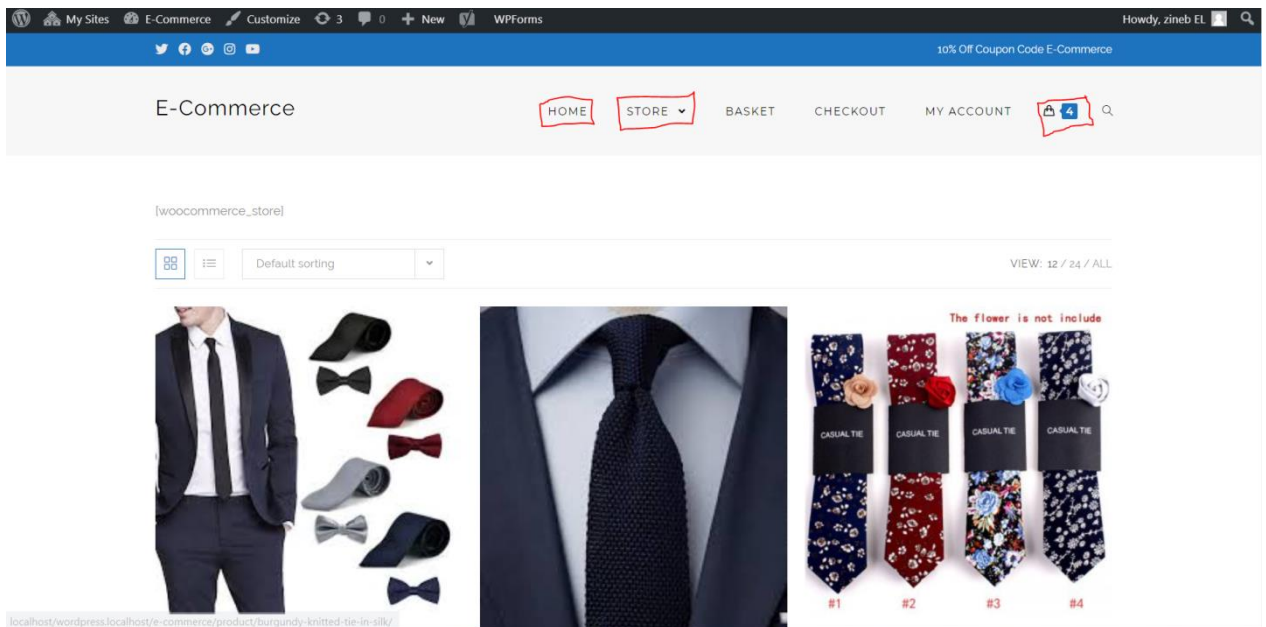 My Sites E-Commerce Customize 3 0 New WPForms Howdy, zineb EL
10% Off Coupon Code E-Commerce
E-Commerce HOME STORE BASKET CHECKOUT MY ACCOUNT 4
[woocommerce_store]
Default sorting VIEW: 12 / 24 / ALL
The flower is not include
CASUAL TIE CASUAL TIE CASUAL TIE CASUAL TIE
#1 #2 #3 #4
localhost/wordpress.localhost/e-commerce/product/burgundy-knitted-tie-in-silk/